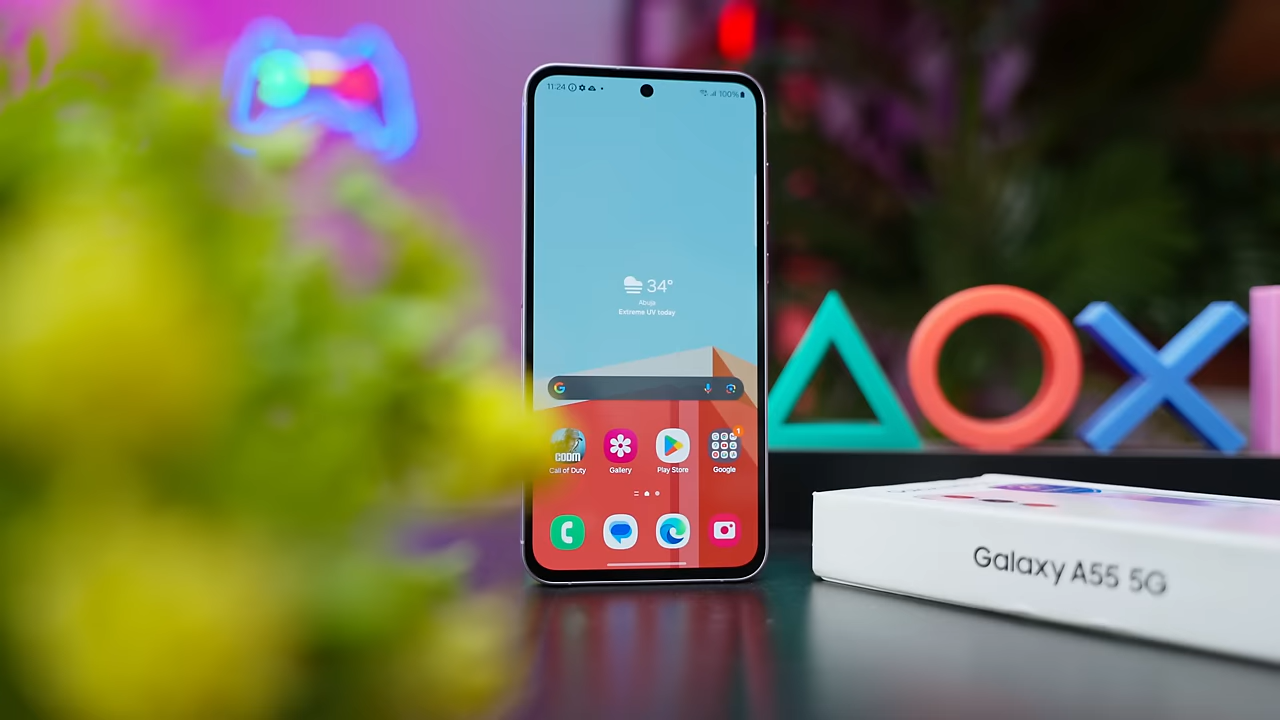 11:24
100%
34°
Abuja
Extreme UV today
CODM
Call of Duty
Gallery
Play Store
Google
1
Galaxy A55 5G